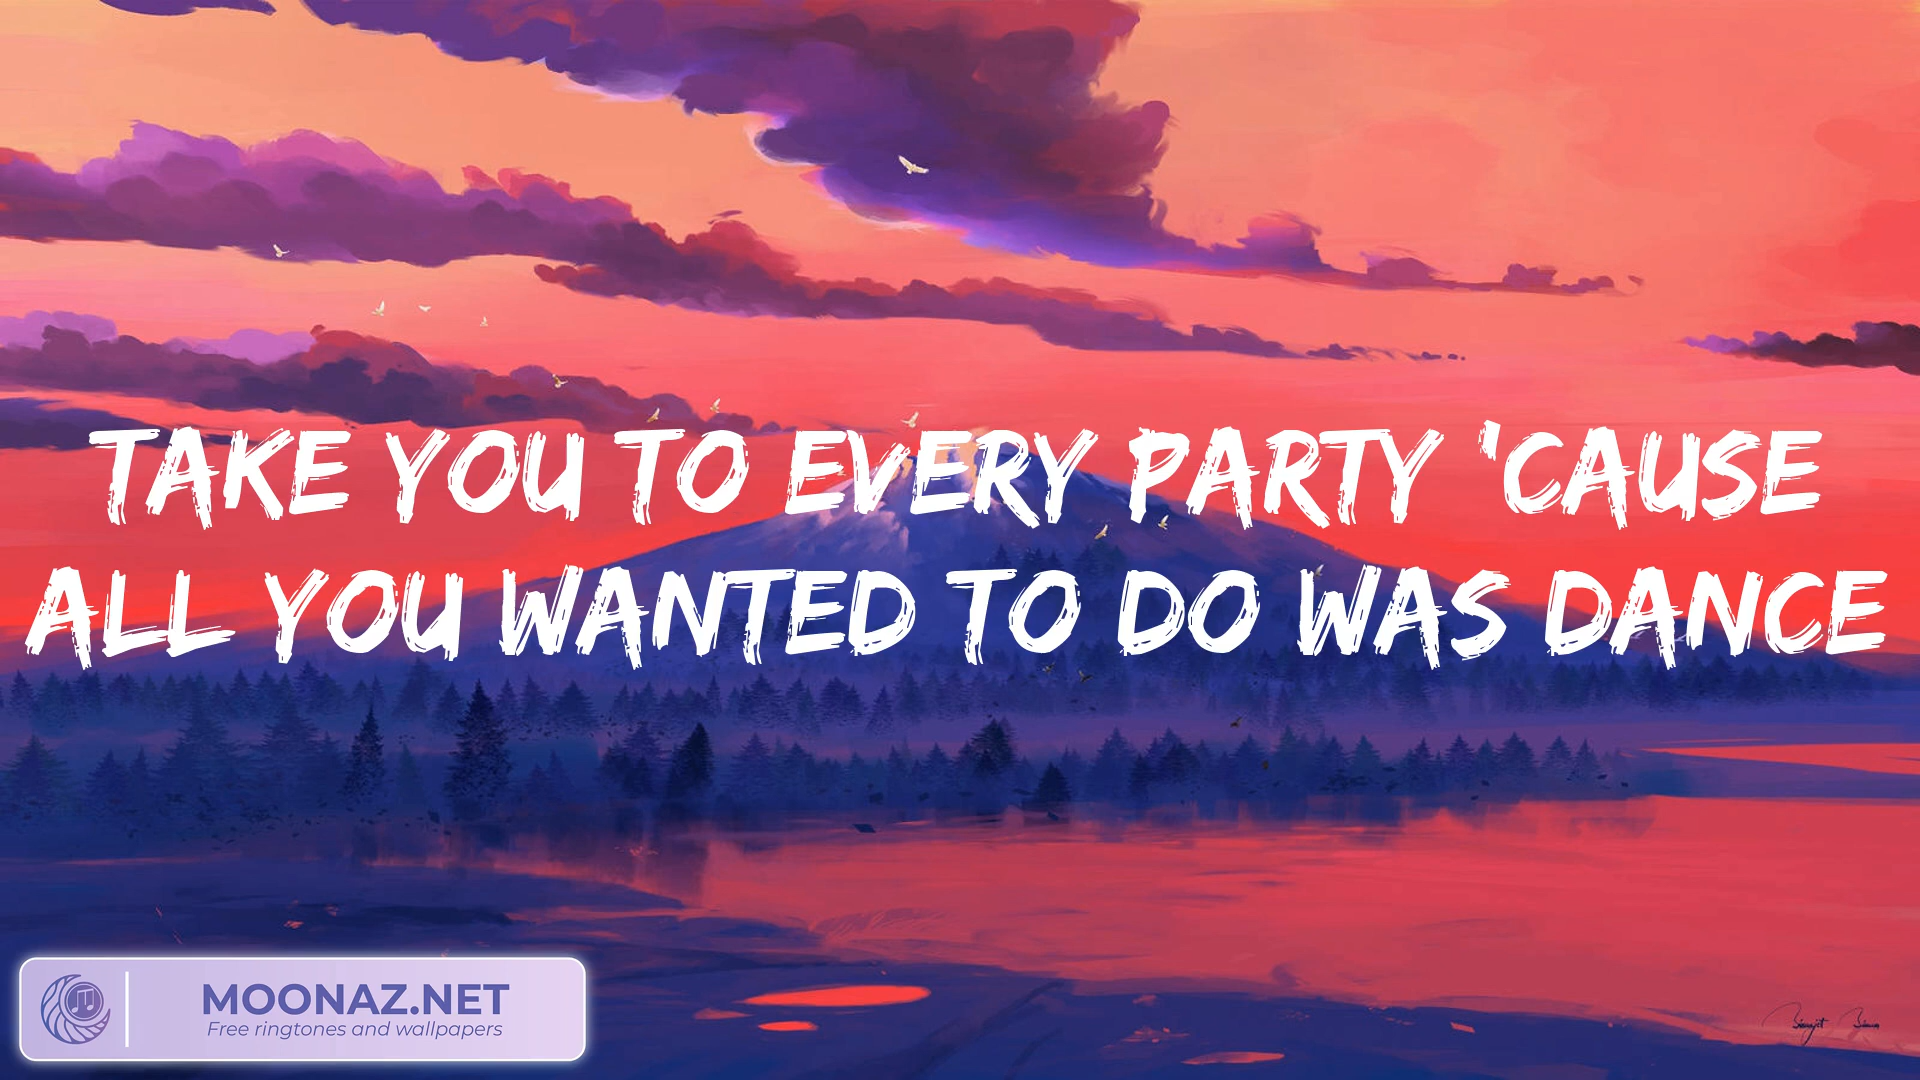 TAKE YOU TO EVERY PARTY 'CAUSE
ALL YOU WANTED TO DO WAS DANCE
MOONAZ.NET
Free ringtones and wallpapers